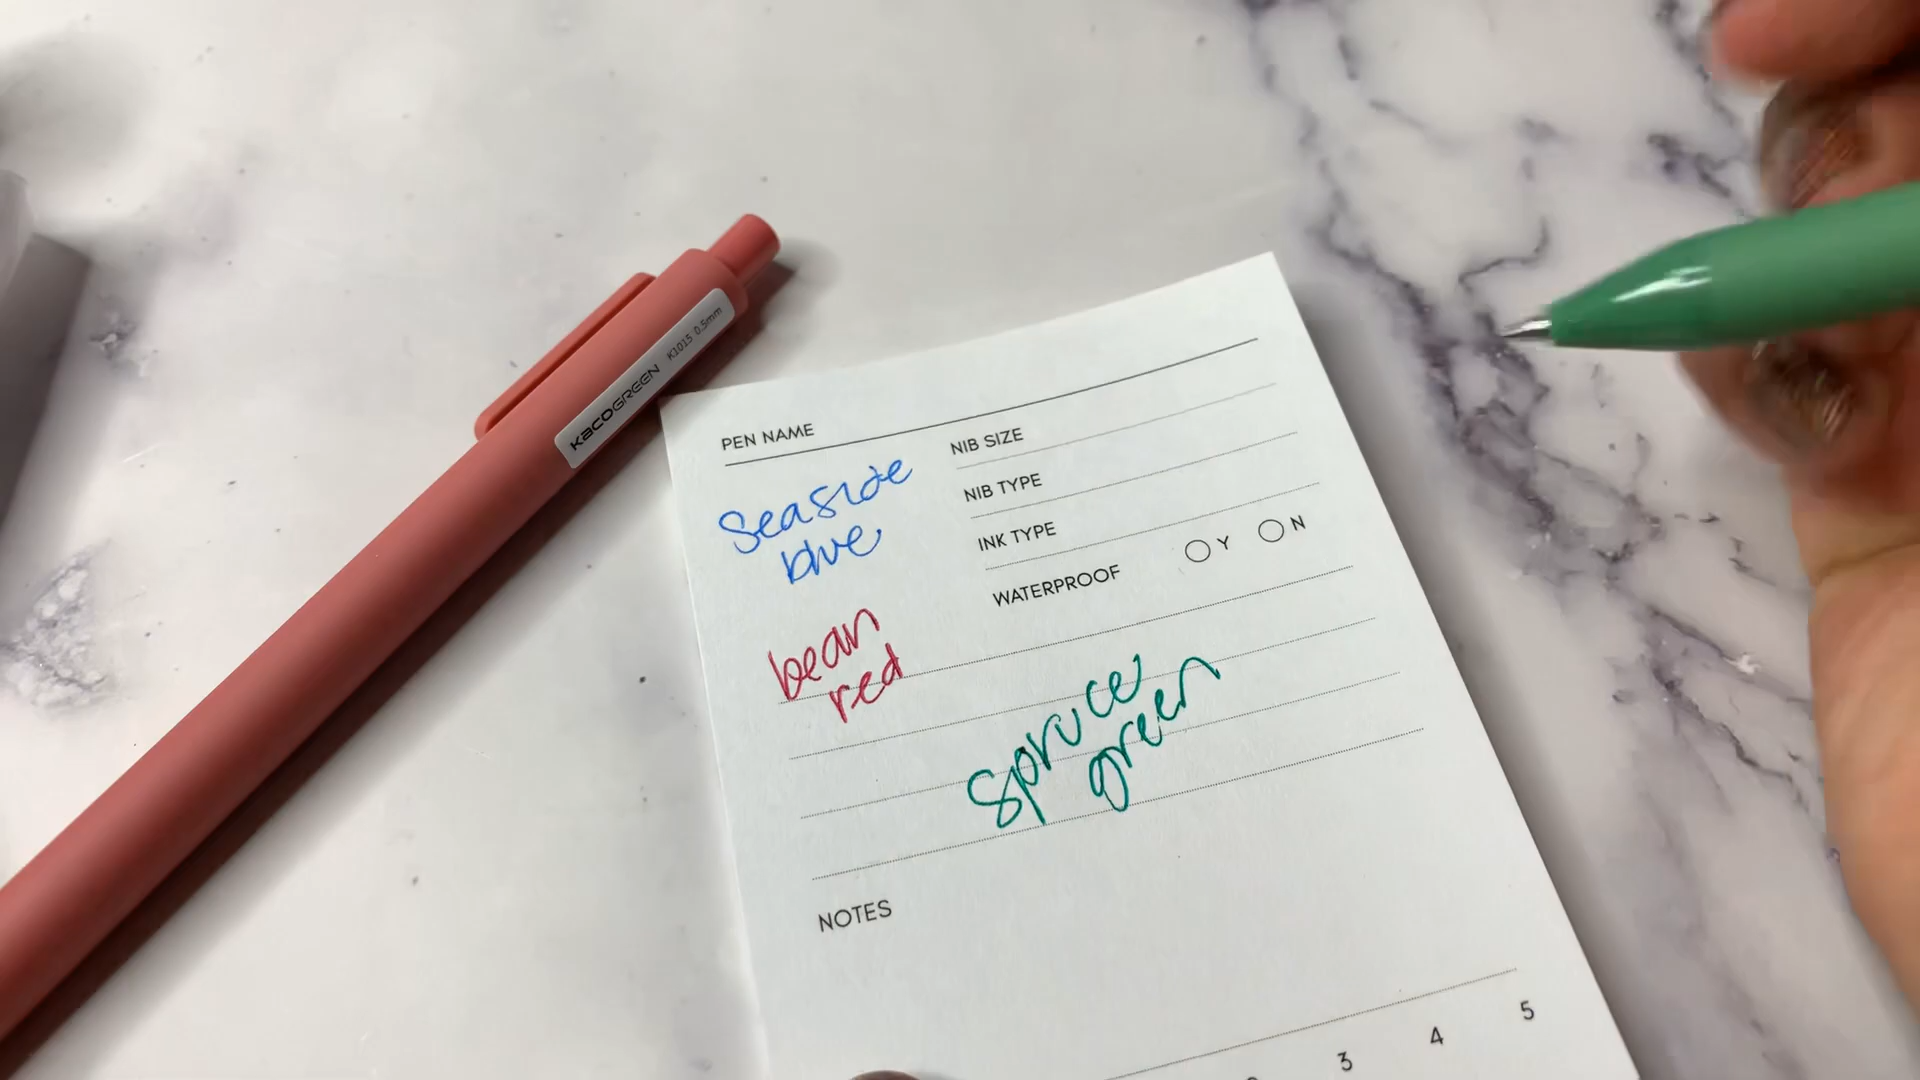 KACOGREEN K1015 0.5mm
PEN NAME
NIB SIZE
Seaside
blue
NIB TYPE
INK TYPE
WATERPROOF Y N
bean
red
spruce
green
NOTES
3 4 5